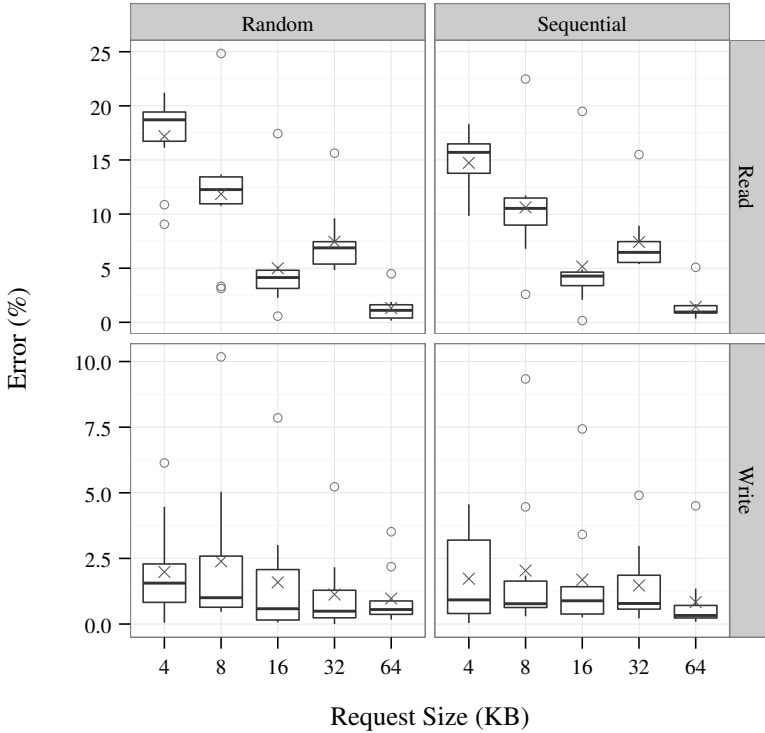 Random Sequential
25
20
15
10
5
0
Read
Error (%)
10.0
7.5
5.0
2.5
0.0
Write
4 8 16 32 64 4 8 16 32 64
Request Size (KB)